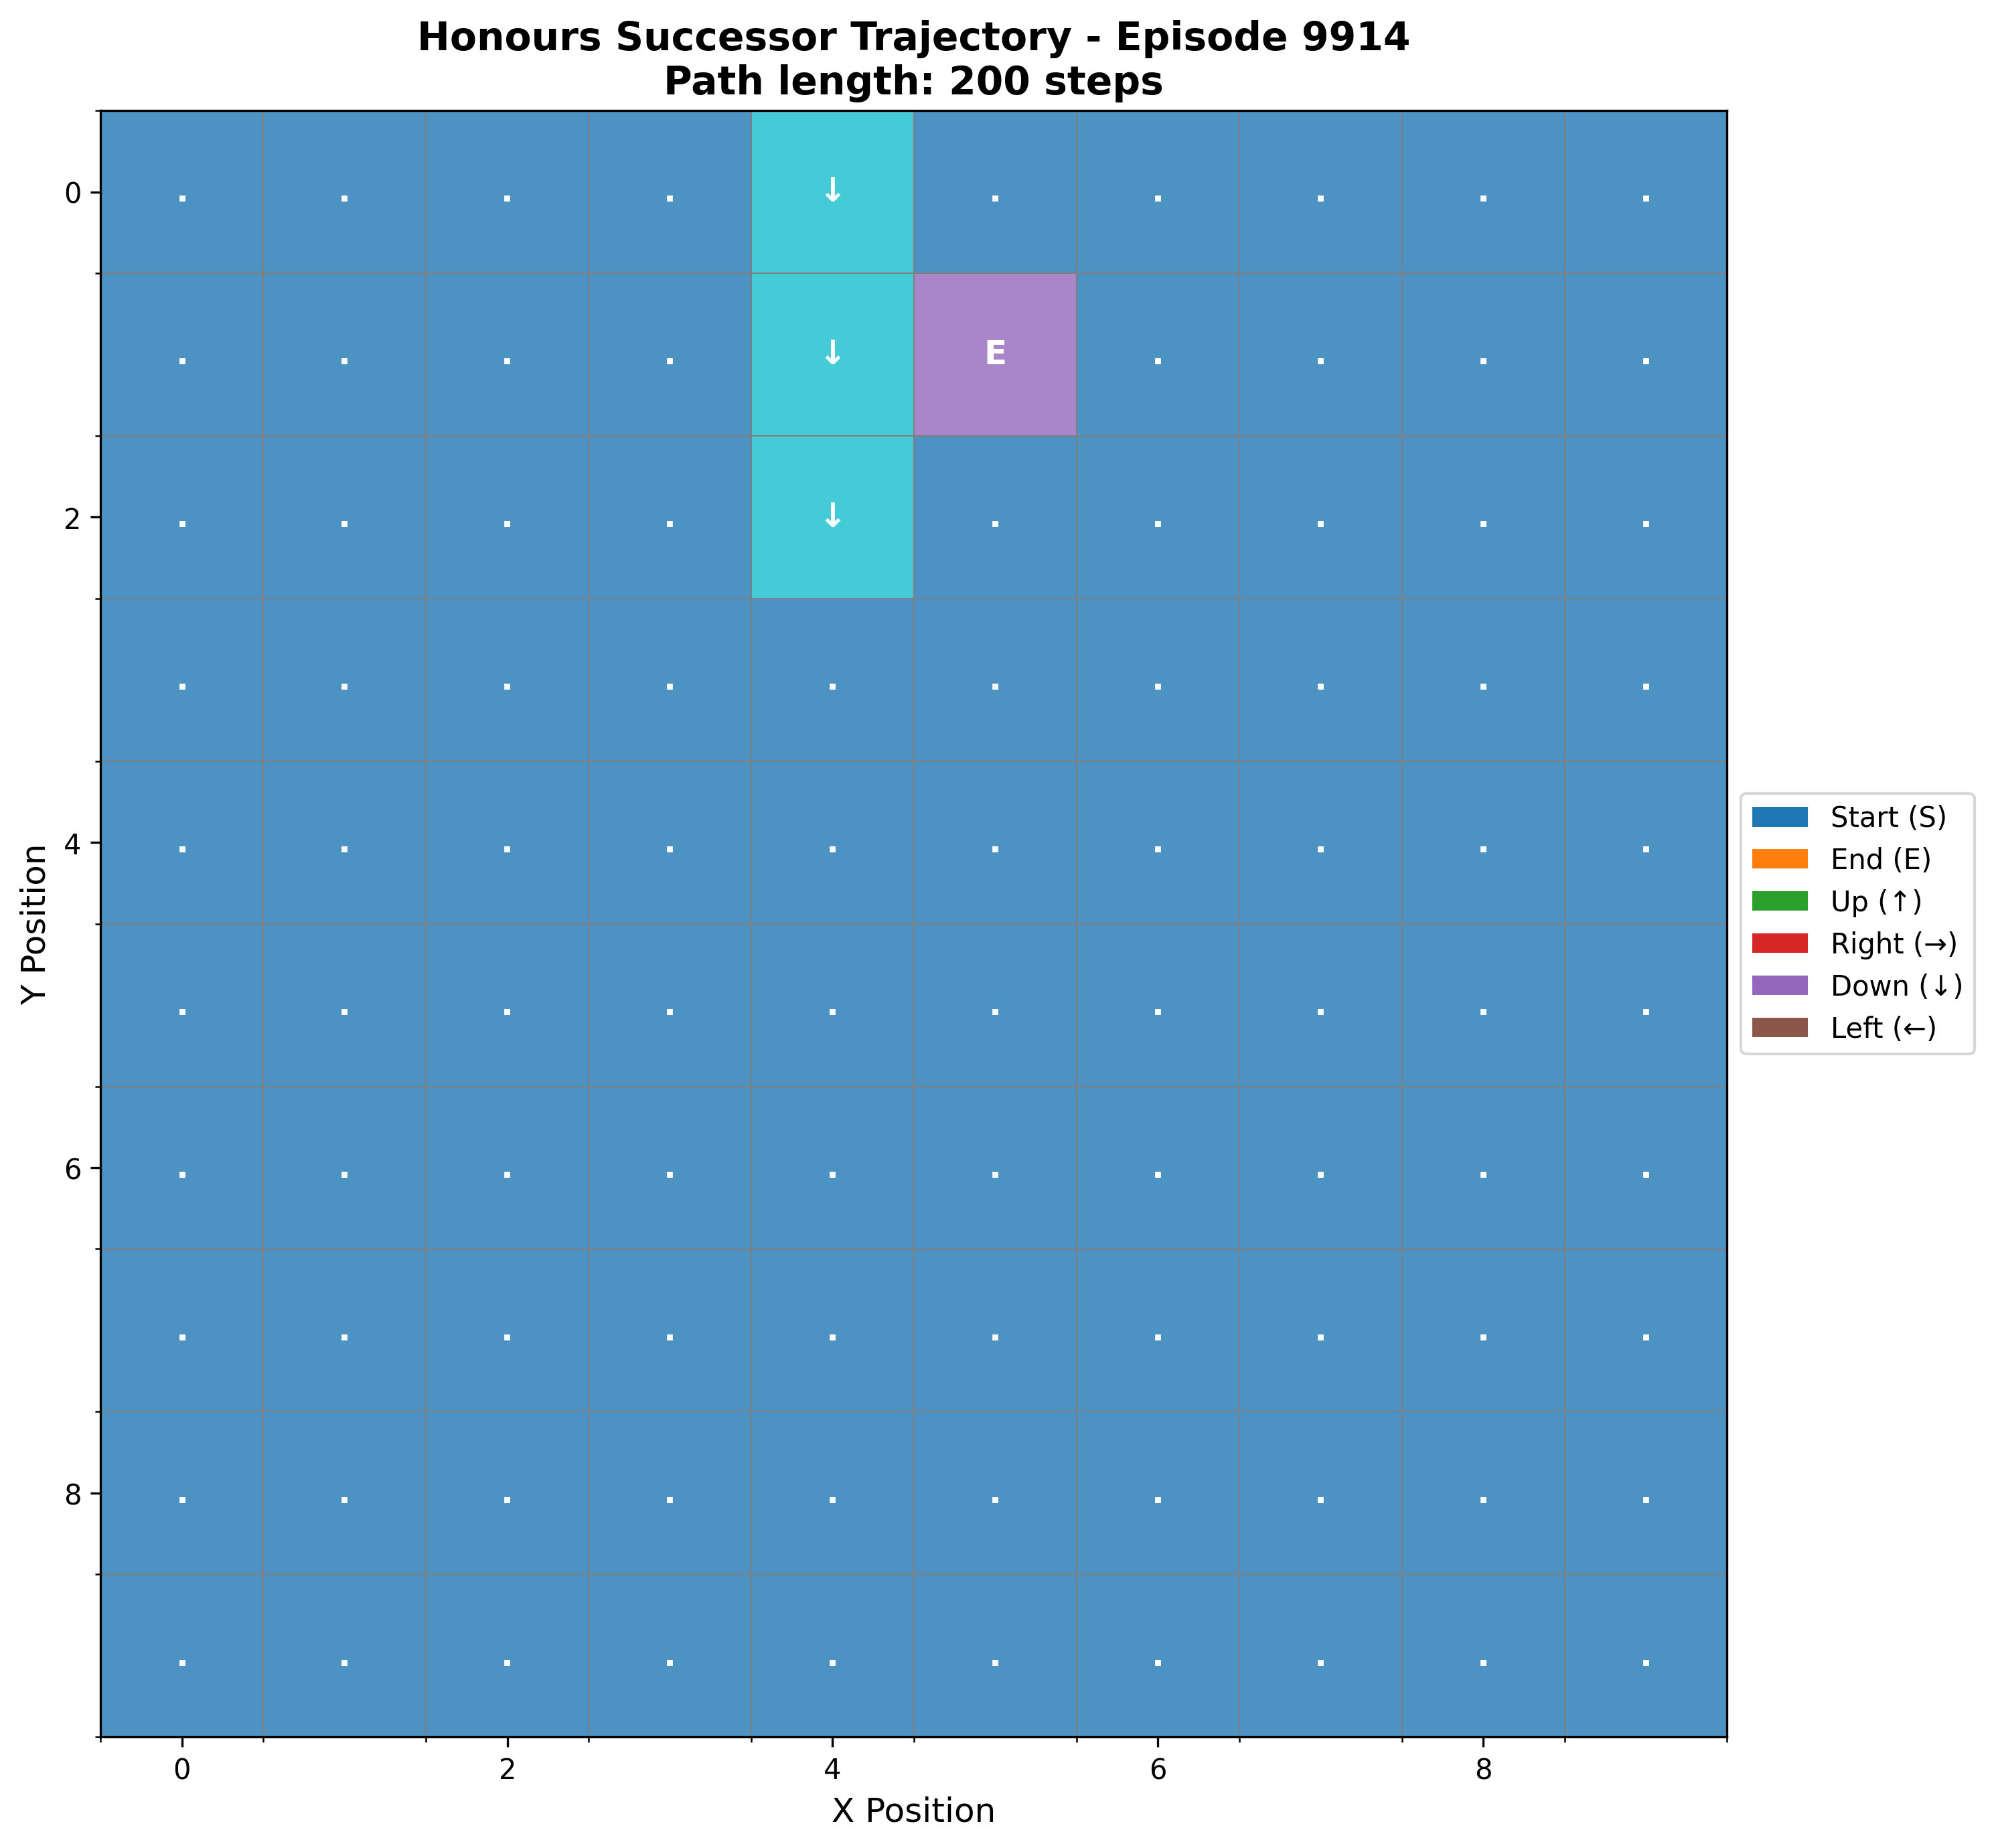 Honours Successor Trajectory - Episode 9914
Path length: 200 steps
0
. . . . ↓ . . . . .
. . . . ↓ E . . . .
2
. . . . ↓ . . . . .
. . . . . . . . . .
4
. . . . . . . . . .
. . . . . . . . . .
6
. . . . . . . . . .
. . . . . . . . . .
8
. . . . . . . . . .
. . . . . . . . . .
Y Position
0 2 4 6 8
X Position
Start (S)
End (E)
Up (↑)
Right (→)
Down (↓)
Left (←)